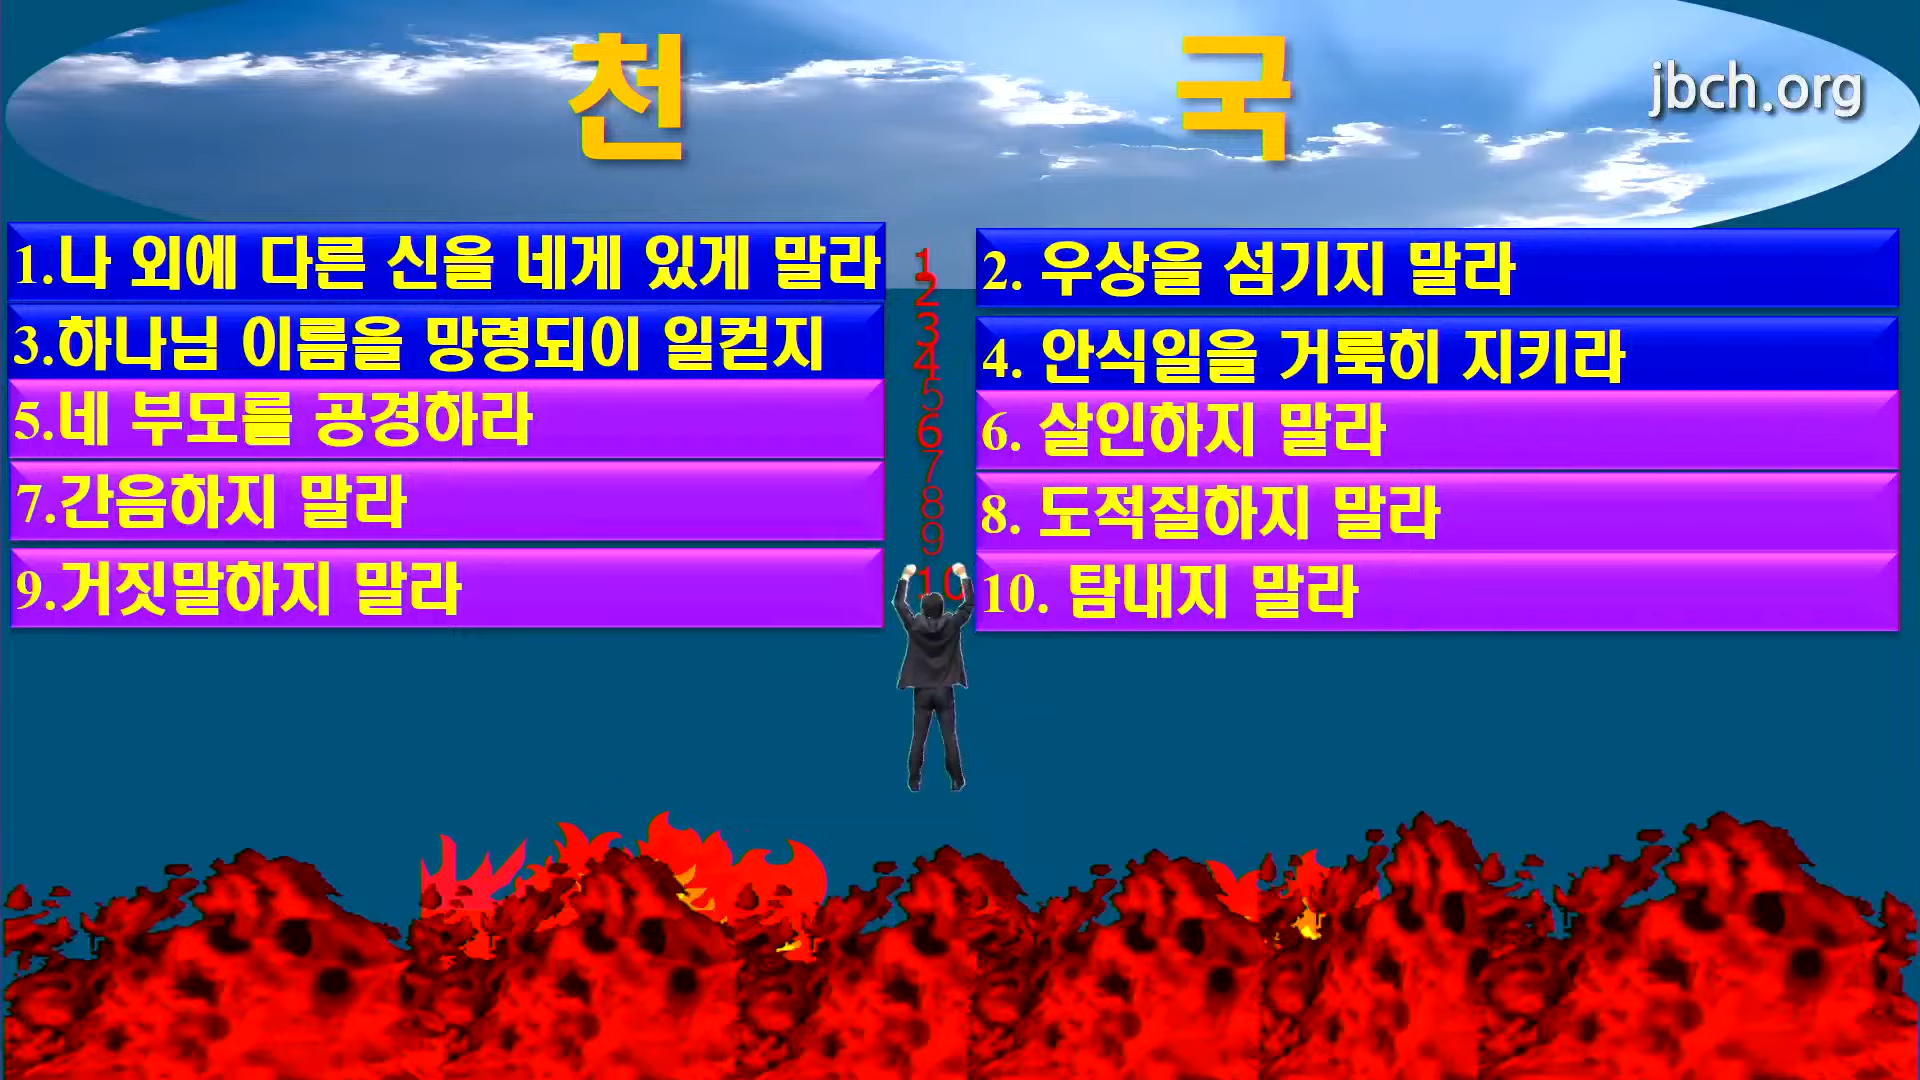 천 국
jbch.org
1.나 외에 다른 신을 네게 있게 말라
2. 우상을 섬기지 말라
3.하나님 이름을 망령되이 일컫지
4. 안식일을 거룩히 지키라
5.네 부모를 공경하라
6. 살인하지 말라
7.간음하지 말라
8. 도적질하지 말라
9.거짓말하지 말라
10. 탐내지 말라
1
2
3
4
5
6
7
8
9
10